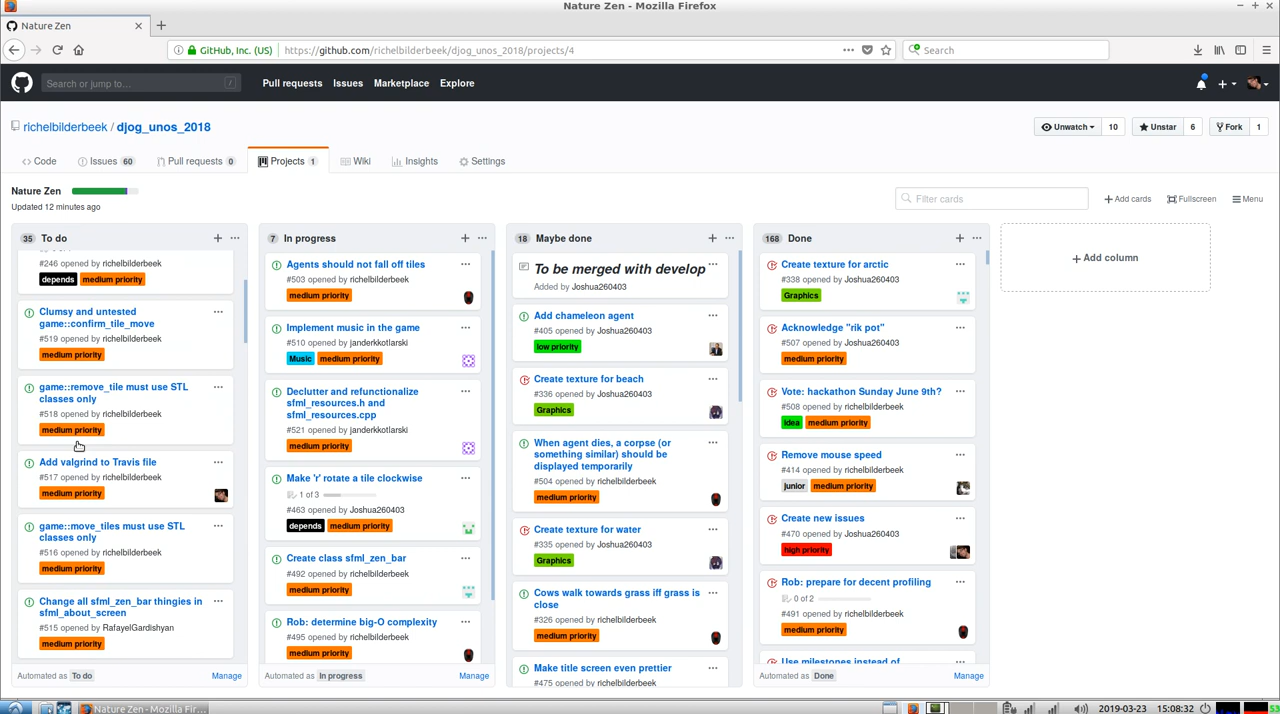 Nature Zen - Mozilla Firefox
Nature Zen
GitHub, Inc. (US)
https://github.com/richelbilderbeek/djog_unos_2018/projects/4
Search
Search or jump to...
/
Pull requests
Issues
Marketplace
Explore
richelbilderbeek / djog_unos_2018
Unwatch
10
Unstar
6
Fork
1
Code
Issues 60
Pull requests 0
Projects 1
Wiki
Insights
Settings
Nature Zen
Updated 12 minutes ago
Filter cards
Add cards
Fullscreen
Menu
35 To do
#246 opened by richelbilderbeek
depends medium priority
Clumsy and untested
game::confirm_tile_move
#519 opened by richelbilderbeek
medium priority
game::remove_tile must use STL
classes only
#518 opened by richelbilderbeek
medium priority
Add valgrind to Travis file
#517 opened by richelbilderbeek
medium priority
game::move_tiles must use STL
classes only
#516 opened by richelbilderbeek
medium priority
Change all sfml_zen_bar thingies in
sfml_about_screen
#515 opened by RafayelGardishyan
medium priority
Automated as To do
Manage
7 In progress
Agents should not fall off tiles
#503 opened by richelbilderbeek
medium priority
Implement music in the game
#510 opened by janderkkotlarski
Music medium priority
Declutter and refunctionalize
sfml_resources.h and
sfml_resources.cpp
#521 opened by janderkkotlarski
medium priority
Make 'r' rotate a tile clockwise
1 of 3
#463 opened by Joshua260403
depends medium priority
Create class sfml_zen_bar
#492 opened by richelbilderbeek
medium priority
Rob: determine big-O complexity
#495 opened by richelbilderbeek
medium priority
Automated as In progress
Manage
18 Maybe done
To be merged with develop
Added by Joshua260403
Add chameleon agent
#405 opened by Joshua260403
low priority
Create texture for beach
#336 opened by Joshua260403
Graphics
When agent dies, a corpse (or
something similar) should be
displayed temporarily
#504 opened by richelbilderbeek
medium priority
Create texture for water
#335 opened by Joshua260403
Graphics
Cows walk towards grass iff grass is
close
#326 opened by richelbilderbeek
medium priority
Make title screen even prettier
#475 opened by richelbilderbeek
168 Done
Create texture for arctic
#338 opened by Joshua260403
Graphics
Acknowledge "rik pot"
#507 opened by Joshua260403
medium priority
Vote: hackathon Sunday June 9th?
#508 opened by richelbilderbeek
idea medium priority
Remove mouse speed
#414 opened by richelbilderbeek
junior medium priority
Create new issues
#470 opened by Joshua260403
high priority
Rob: prepare for decent profiling
0 of 2
#491 opened by richelbilderbeek
medium priority
Use milestones instead of
Automated as Done
Manage
Add column
Nature Zen - Mozilla Fir...
2019-03-23
15:08:32